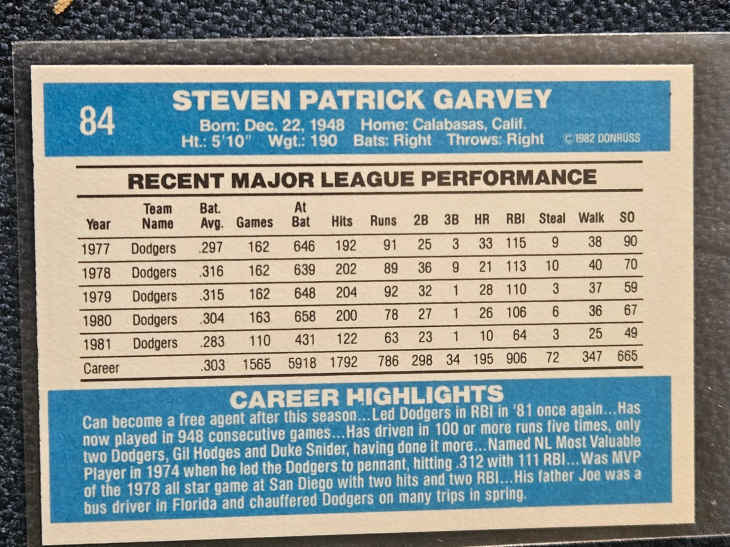 84
STEVEN PATRICK GARVEY
Born: Dec. 22, 1948 Home: Calabasas, Calif.
Ht.: 5'10" Wgt.: 190 Bats: Right Throws: Right © 1982 DONRUSS
RECENT MAJOR LEAGUE PERFORMANCE
Year Team Name Bat. Avg. Games At Bat Hits Runs 2B 3B HR RBI Steal Walk SO
1977 Dodgers .297 162 646 192 91 25 3 33 115 9 38 90
1978 Dodgers .316 162 639 202 89 36 9 21 113 10 40 70
1979 Dodgers .315 162 648 204 92 32 1 28 110 3 37 59
1980 Dodgers .304 163 658 200 78 27 1 26 106 6 36 67
1981 Dodgers .283 110 431 122 63 23 1 10 64 3 25 49
Career .303 1565 5918 1792 786 298 34 195 906 72 347 665
CAREER HIGHLIGHTS
Can become a free agent after this season...Led Dodgers in RBI in '81 once again...Has
now played in 948 consecutive games...Has driven in 100 or more runs five times, only
two Dodgers, Gil Hodges and Duke Snider, having done it more...Named NL Most Valuable
Player in 1974 when he led the Dodgers to pennant, hitting .312 with 111 RBI...Was MVP
of the 1978 all star game at San Diego with two hits and two RBI...His father Joe was a
bus driver in Florida and chauffered Dodgers on many trips in spring.